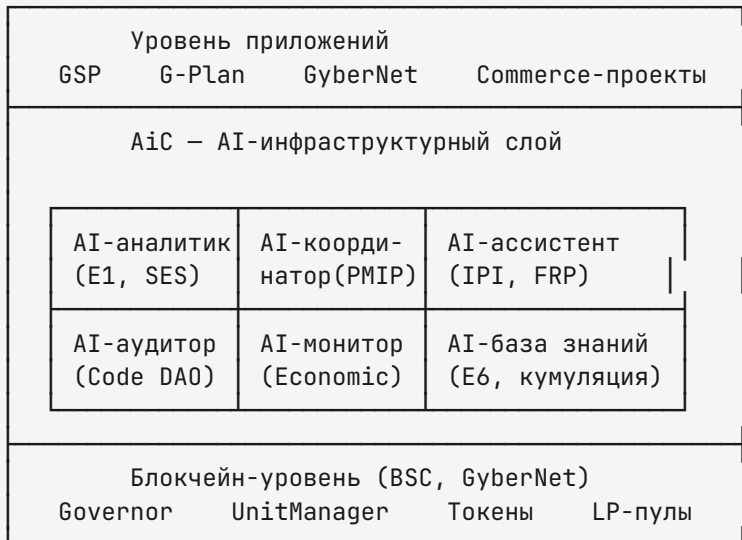 Уровень приложений
GSP G-Plan GyberNet Commerce-проекты
AiC — AI-инфраструктурный слой
AI-аналитик AI-коорди- AI-ассистент
(E1, SES) натор(PMIP) (IPI, FRP)
AI-аудитор AI-монитор AI-база знаний
(Code DAO) (Economic) (E6, кумуляция)
Блокчейн-уровень (BSC, GyberNet)
Governor UnitManager Токены LP-пулы